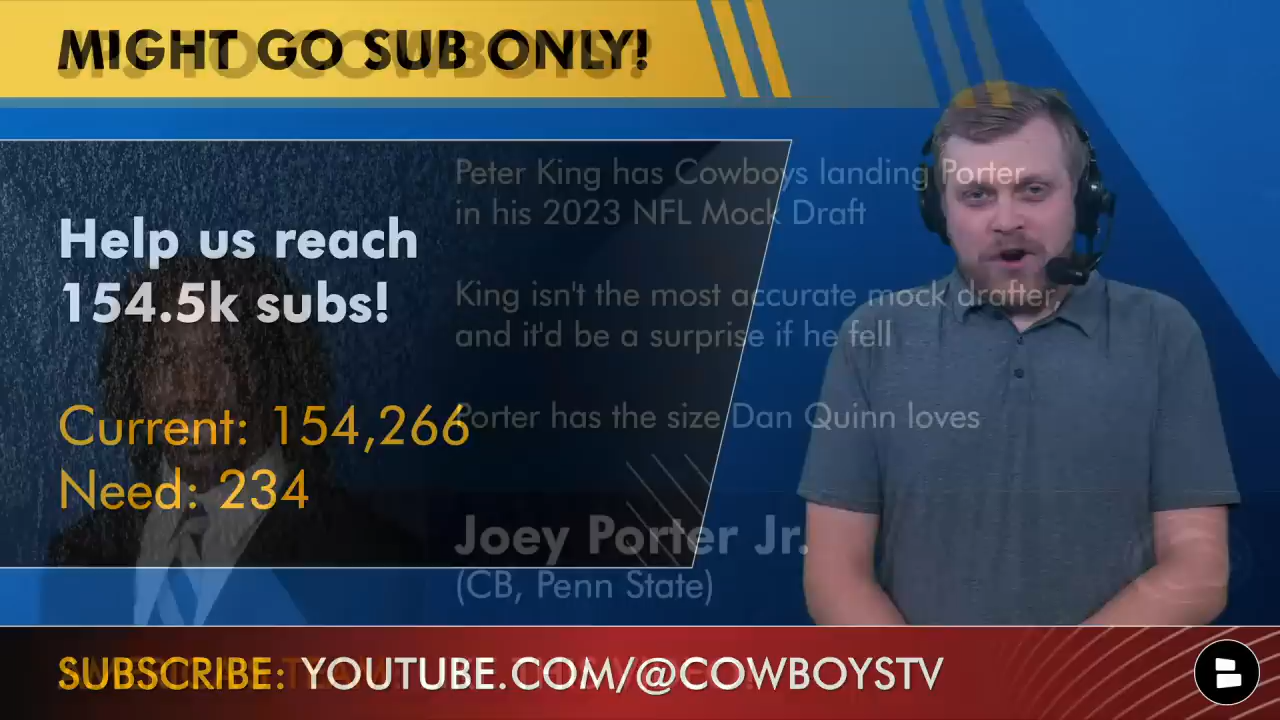 MIGHT GO SUB ONLY!
TO COWBOYS?
Peter King has Cowboys landing Porter
in his 2023 NFL Mock Draft
Help us reach
154.5k subs!
King isn't the most accurate mock drafter
and it'd be a surprise if he fell
Current: 154,266
Porter has the size Dan Quinn loves
Need: 234
Joey Porter Jr.
(CB, Penn State)
SUBSCRIBE: YOUTUBE.COM/@COWBOYSTV